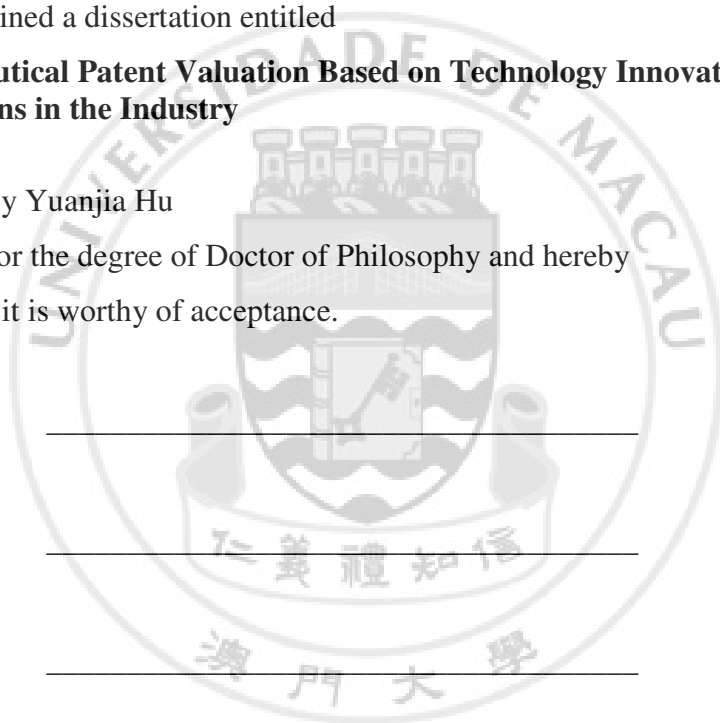 ined a dissertation entitled
utical Patent Valuation Based on Technology Innovat
ns in the Industry
y Yuanjia Hu
or the degree of Doctor of Philosophy and hereby
it is worthy of acceptance.
UNIVERSIDADE DE MACAU
仁義禮知信
澳門大學